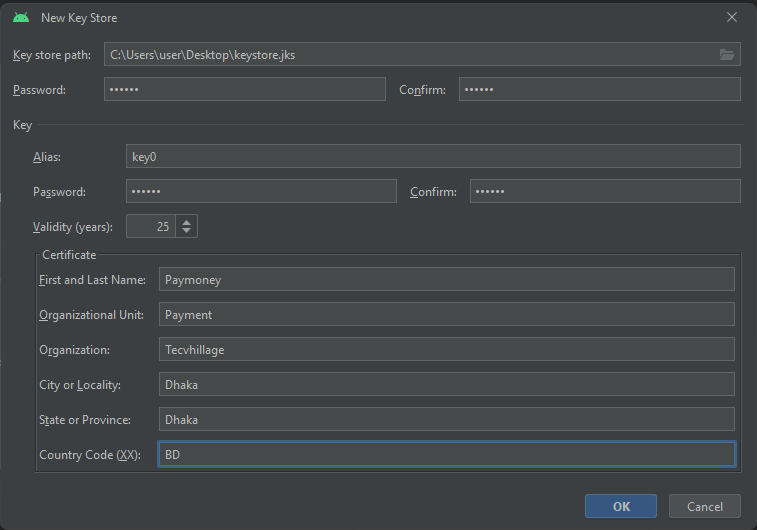 New Key Store
Key store path: C:\Users\user\Desktop\keystore.jks
Password: •••••• Confirm: ••••••
Key
Alias: key0
Password: •••••• Confirm: ••••••
Validity (years): 25
Certificate
First and Last Name: Paymoney
Organizational Unit: Payment
Organization: Tecvhillage
City or Locality: Dhaka
State or Province: Dhaka
Country Code (XX): BD
OK Cancel